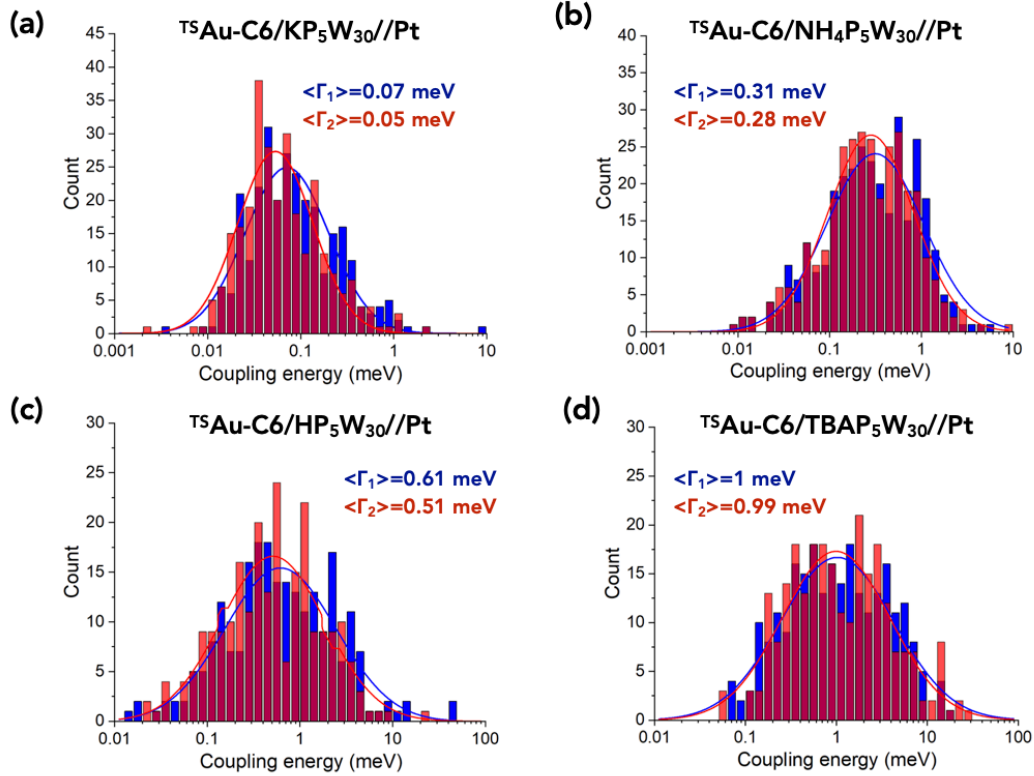 (a)
ᵀˢAu-C6/KP₅W₃₀//Pt
<Γ₁>=0.07 meV
<Γ₂>=0.05 meV
45
40
35
30
25
20
15
10
5
0
Count
0.001
0.01
0.1
1
10
Coupling energy (meV)
(b)
ᵀˢAu-C6/NH₄P₅W₃₀//Pt
<Γ₁>=0.31 meV
<Γ₂>=0.28 meV
40
35
30
25
20
15
10
5
0
Count
0.001
0.01
0.1
1
10
Coupling energy (meV)
(c)
ᵀˢAu-C6/HP₅W₃₀//Pt
<Γ₁>=0.61 meV
<Γ₂>=0.51 meV
30
25
20
15
10
5
0
Count
0.01
0.1
1
10
100
Coupling energy (meV)
(d)
ᵀˢAu-C6/TBAP₅W₃₀//Pt
<Γ₁>=1 meV
<Γ₂>=0.99 meV
30
25
20
15
10
5
0
Count
0.01
0.1
1
10
100
Coupling energy (meV)